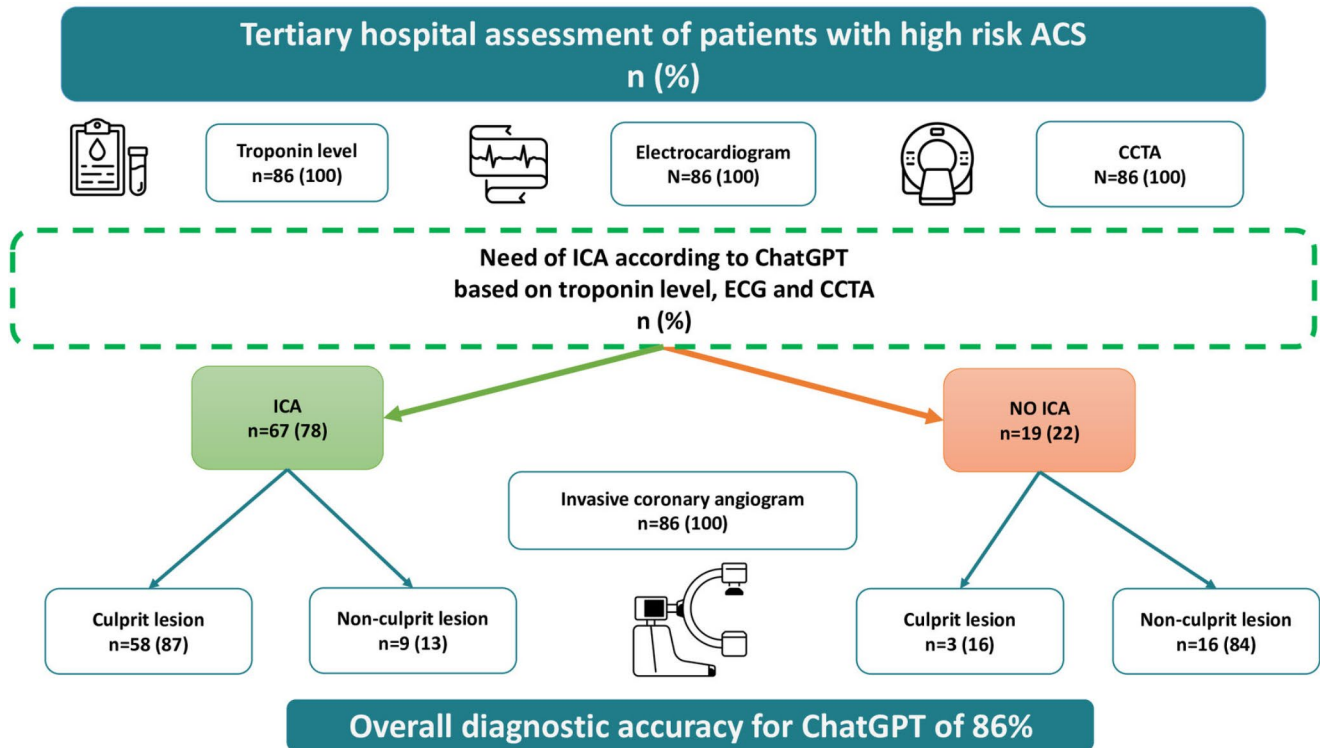 Tertiary hospital assessment of patients with high risk ACS
n (%)
Troponin level
n=86 (100)
Electrocardiogram
N=86 (100)
CCTA
N=86 (100)
Need of ICA according to ChatGPT
based on troponin level, ECG and CCTA
n (%)
ICA
n=67 (78)
NO ICA
n=19 (22)
Invasive coronary angiogram
n=86 (100)
Culprit lesion
n=58 (87)
Non-culprit lesion
n=9 (13)
Culprit lesion
n=3 (16)
Non-culprit lesion
n=16 (84)
Overall diagnostic accuracy for ChatGPT of 86%